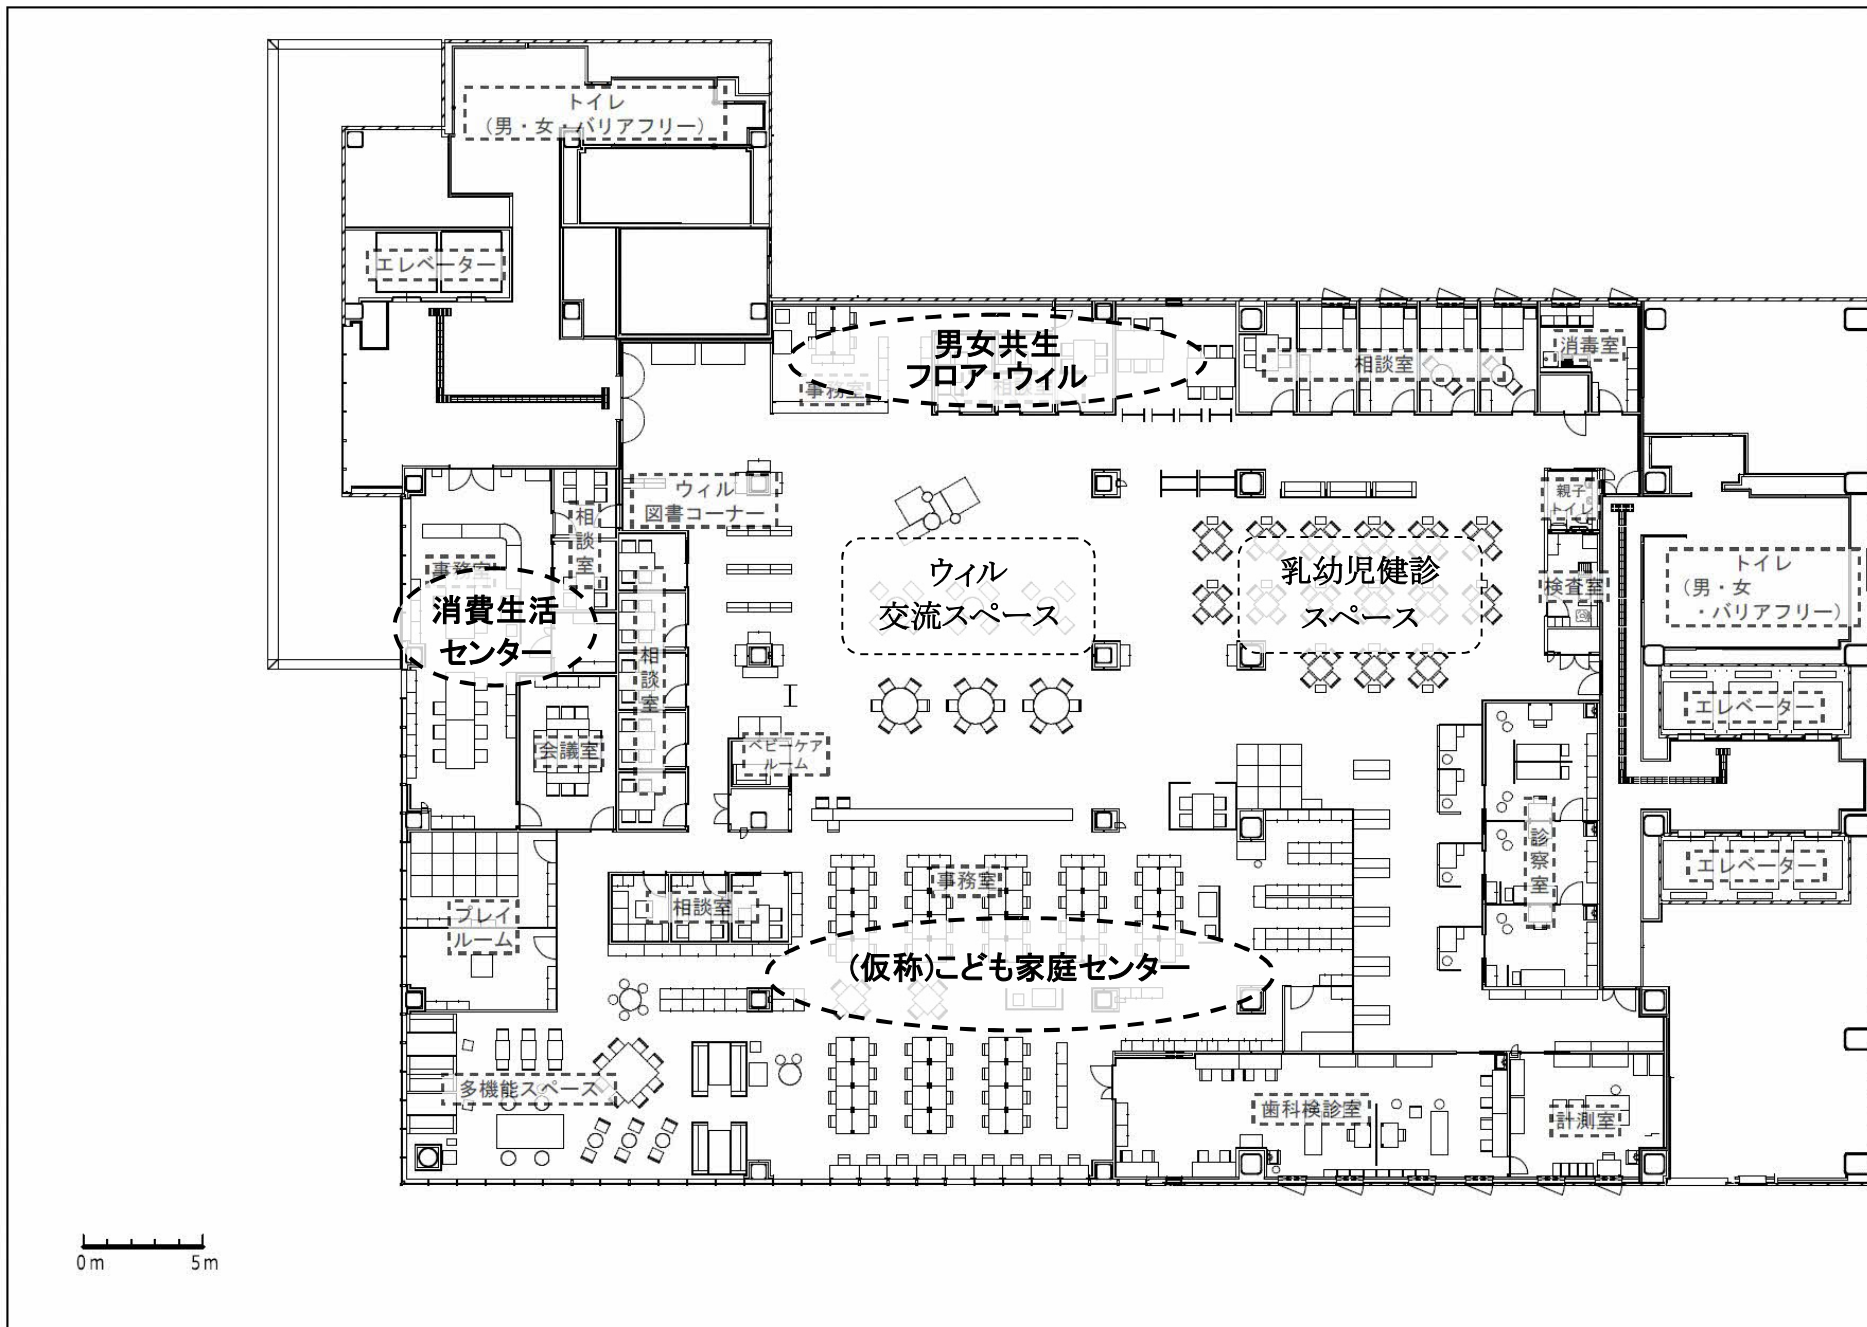 トイレ
（男・女・バリアフリー）
エレベーター
男女共生
フロア・ウィル
事務室
相談室
相談室
消毒室
ウィル
図書コーナー
相談室
事務室
消費生活
センター
相談室
会議室
ウィル
交流スペース
乳幼児健診
スペース
親子
トイレ
検査室
トイレ
（男・女
・バリアフリー）
エレベーター
エレベーター
ベビーケア
ルーム
診察室
事務室
相談室
プレイ
ルーム
（仮称）こども家庭センター
多機能スペース
歯科検診室
計測室
0m 5m